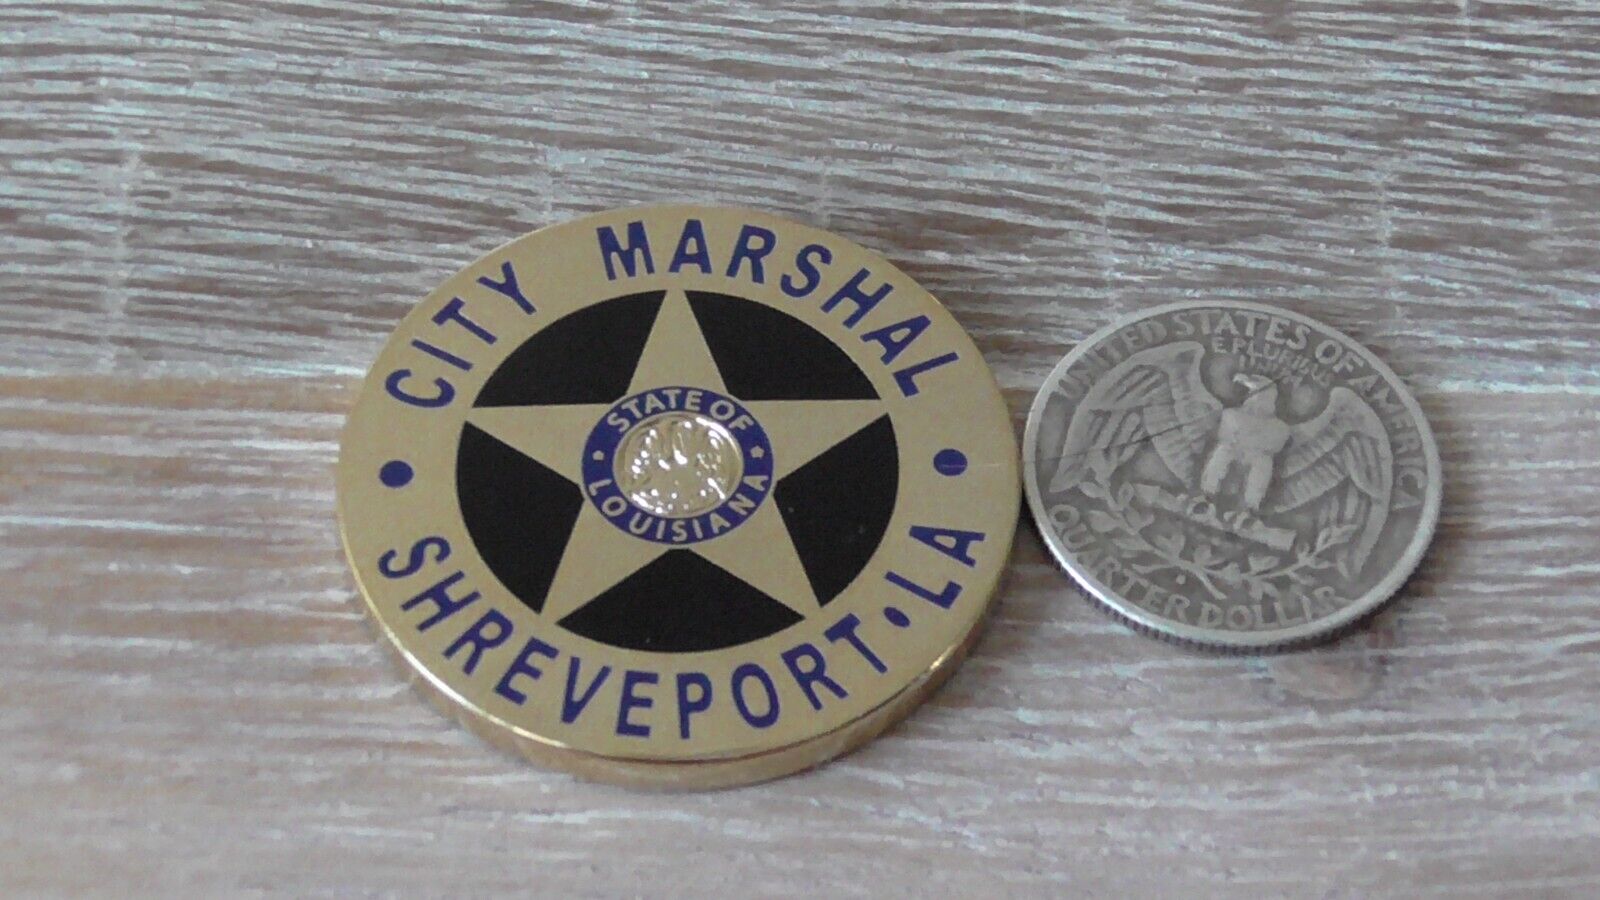 CITY MARSHAL
STATE OF
LOUISIANA
SHREVEPORT • LA
UNITED STATES OF AMERICA
E PLURIBUS
UNUM
QUARTER DOLLAR